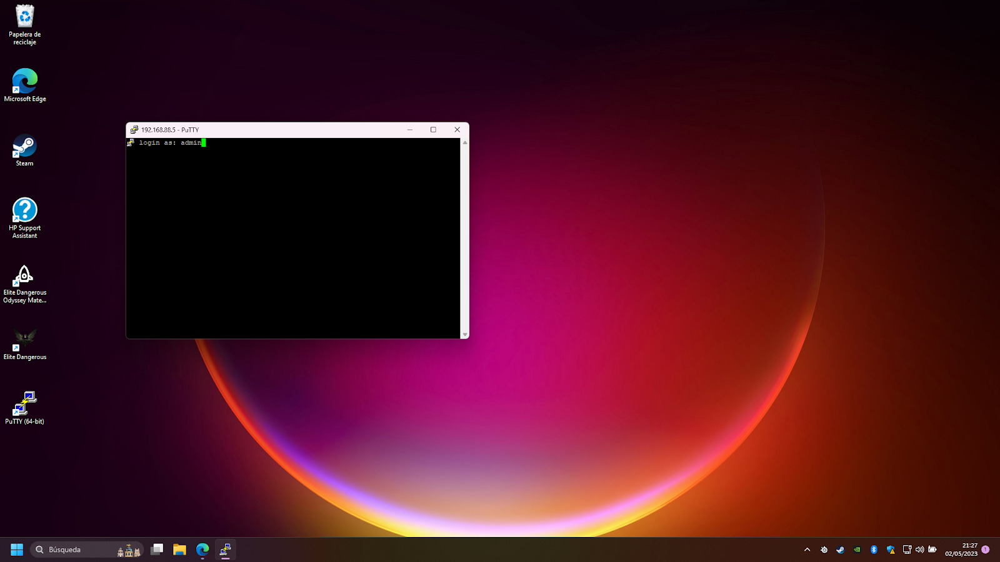 Papelera de
reciclaje
Microsoft Edge
Steam
HP Support
Assistant
Elite Dangerous
Odyssey Mate...
Elite Dangerous
PuTTY (64-bit)
192.168.88.5 - PuTTY
login as: admin
Búsqueda
21:27
02/05/2023
1